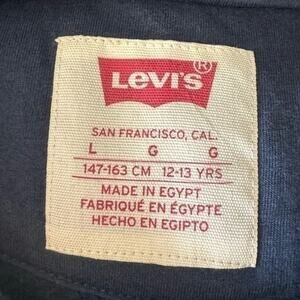 LEVI'S ®
SAN FRANCISCO, CAL.
L G G
147-163 CM 12-13 YRS
MADE IN EGYPT
FABRIQUÉ EN ÉGYPTE
HECHO EN EGIPTO